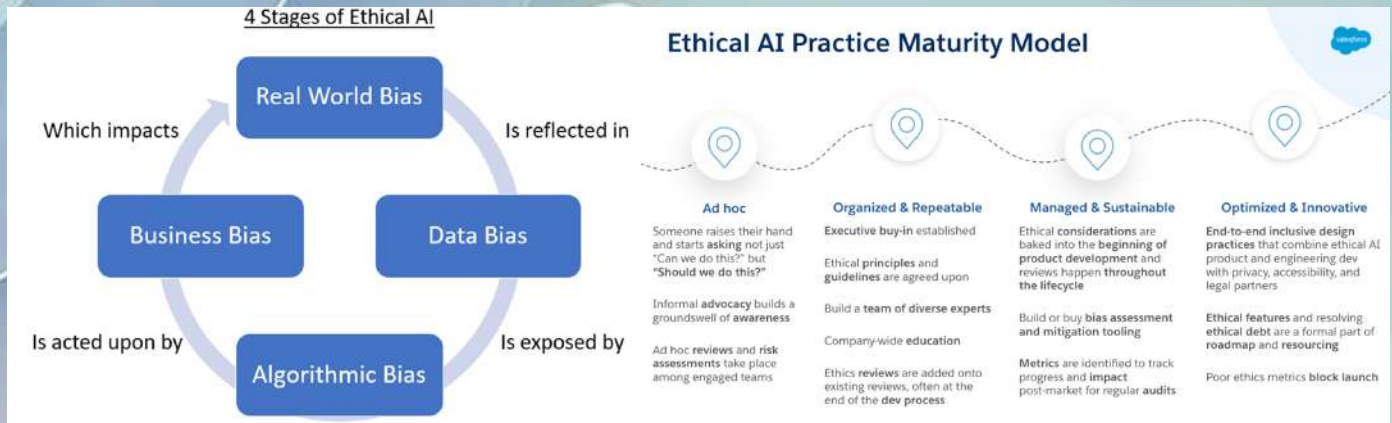 4 Stages of Ethical AI
Real World Bias
Which impacts
Is reflected in
Business Bias
Data Bias
Is acted upon by
Is exposed by
Algorithmic Bias
Ethical AI Practice Maturity Model
salesforce
Ad hoc
Someone raises their hand
and starts asking not just
"Can we do this?" but
"Should we do this?"
Informal advocacy builds a
groundswell of awareness
Ad hoc reviews and risk
assessments take place
among engaged teams
Organized & Repeatable
Executive buy-in established
Ethical principles and
guidelines are agreed upon
Build a team of diverse experts
Company-wide education
Ethics reviews are added onto
existing reviews, often at the
end of the dev process
Managed & Sustainable
Ethical considerations are
baked into the beginning of
product development and
reviews happen throughout
the lifecycle
Build or buy bias assessment
and mitigation tooling
Metrics are identified to track
progress and impact
post-market for regular audits
Optimized & Innovative
End-to-end inclusive design
practices that combine ethical AI
product and engineering dev
with privacy, accessibility, and
legal partners
Ethical features and resolving
ethical debt are a formal part of
roadmap and resourcing
Poor ethics metrics block launch